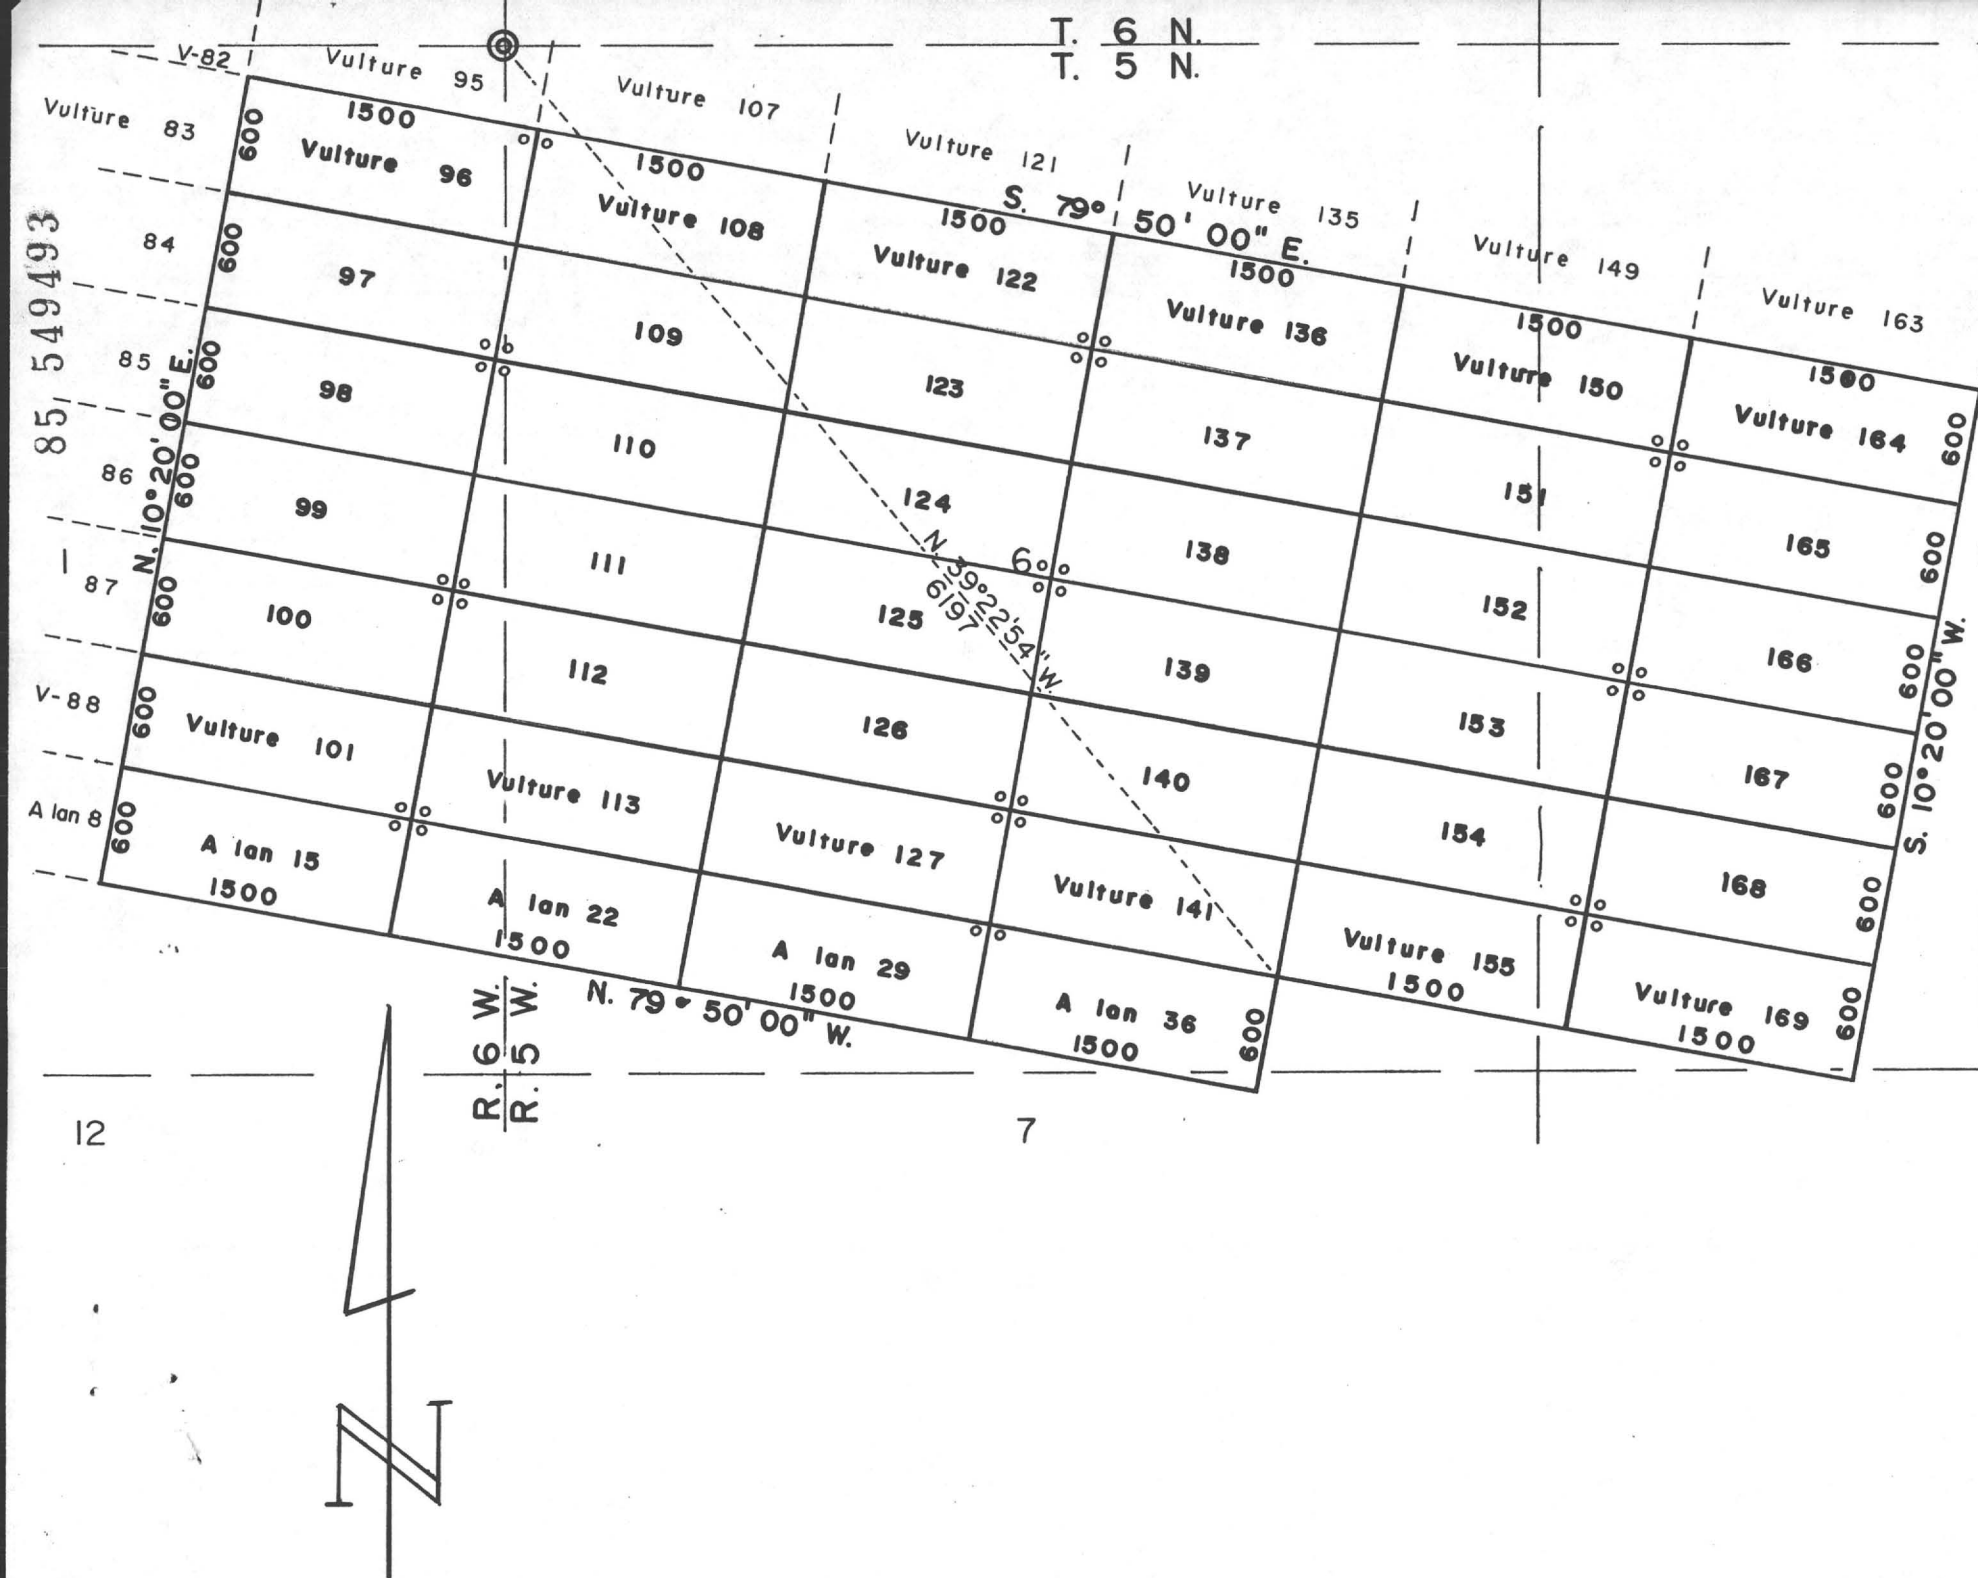 T. 6 N.
T. 5 N.
V-82
Vulture 95
Vulture 107
Vulture 121
Vulture 135
Vulture 149
Vulture 163
Vulture 83
84
85
86
87
V-88
A lan 8
85 549493
N. 10° 20' 00" E.
S. 79° 50' 00" E.
600
1500
Vulture 96
1500
Vulture 108
1500
Vulture 122
1500
Vulture 136
1500
Vulture 150
1500
Vulture 164
600
600
97
109
123
137
151
165
600
600
98
110
124
138
152
166
600
600
99
111
125
139
153
167
600
600
100
112
126
140
154
168
600
600
Vulture 101
Vulture 113
Vulture 127
Vulture 141
Vulture 155
1500
Vulture 169
1500
600
600
A lan 15
1500
A lan 22
1500
A lan 29
1500
A lan 36
1500
600
6
N 39° 22' 54" W
6197
S. 10° 20' 00" W.
N. 79° 50' 00" W.
R. 6 W.
R. 5 W.
12
7
N